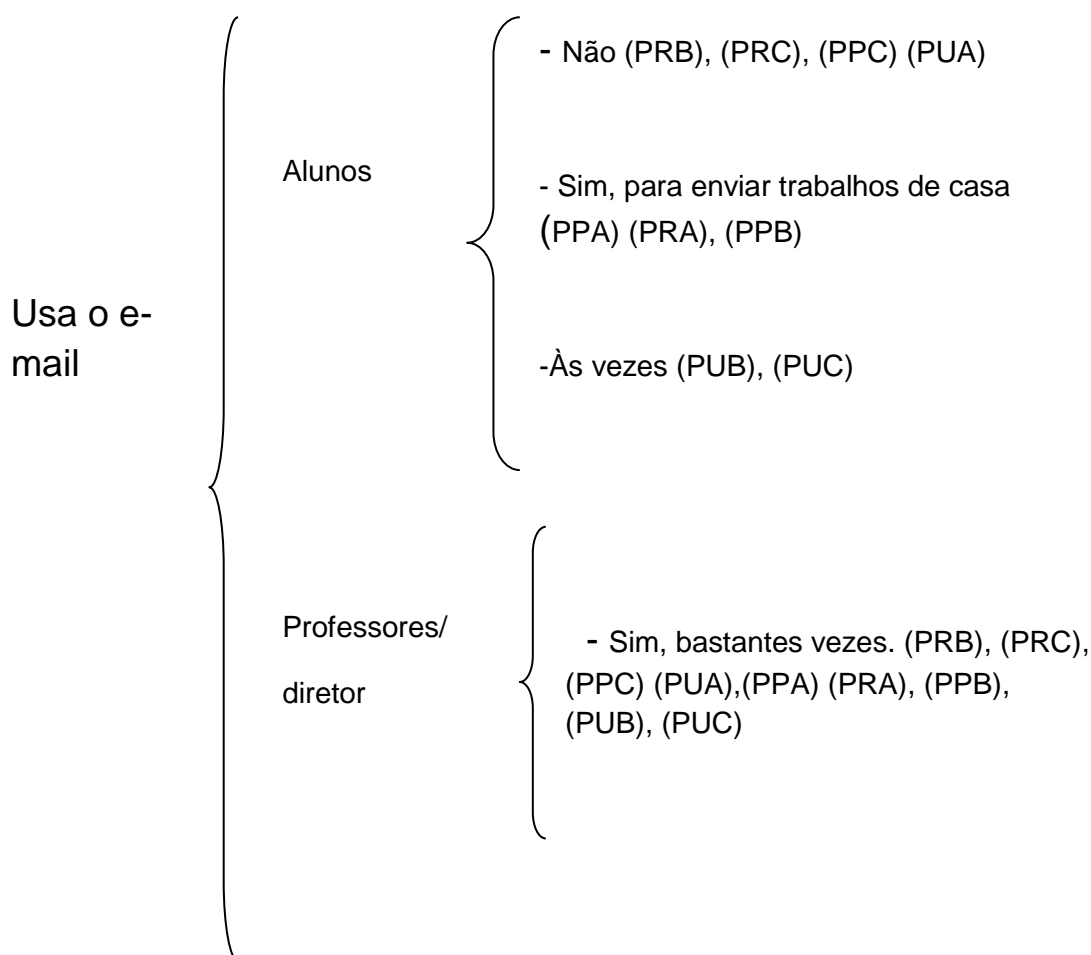 Usa o e-
mail
Alunos
- Não (PRB), (PRC), (PPC) (PUA)
- Sim, para enviar trabalhos de casa
(PPA) (PRA), (PPB)
-Às vezes (PUB), (PUC)
Professores/
diretor
- Sim, bastantes vezes. (PRB), (PRC),
(PPC) (PUA),(PPA) (PRA), (PPB),
(PUB), (PUC)